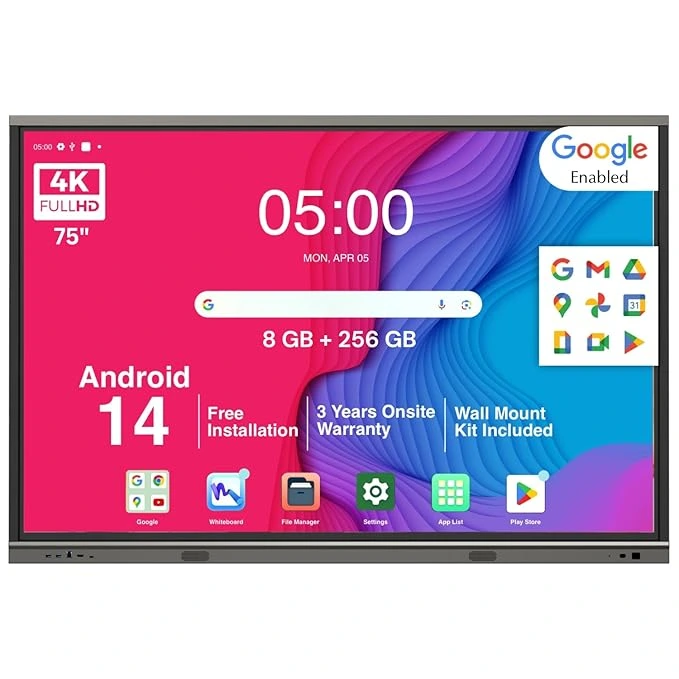 05:00
4K
FULLHD
75"
Google
Enabled
05:00
MON, APR 05
G
31
8 GB + 256 GB
Android
14
Free
Installation
3 Years Onsite
Warranty
Wall Mount
Kit Included
Google
Whiteboard
File Manager
Settings
App List
Play Store